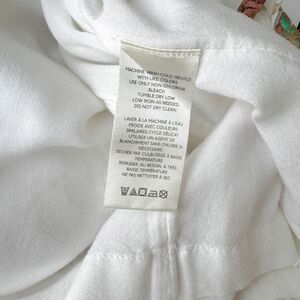 MACHINE WASH COLD GENTLE
WITH LIKE COLORS
USE ONLY NON-CHLORINE
BLEACH
TUMBLE DRY LOW
LOW IRON AS NEEDED
DO NOT DRY CLEAN
LAVER À LA MACHINE À L'EAU
FROIDE AVEC COULEURS
SIMILAIRES CYCLE DÉLICAT
UTILISER UN AGENT DE
BLANCHIMENT SANS CHLORE SI
NÉCESSAIRE
SÉCHER PAR CULBUTAGE À BASSE
TEMPÉRATURE
REPASSER, AU BESOIN, À TRÈS
BASSE TEMPÉRATURE
NE PAS NETTOYER À SEC